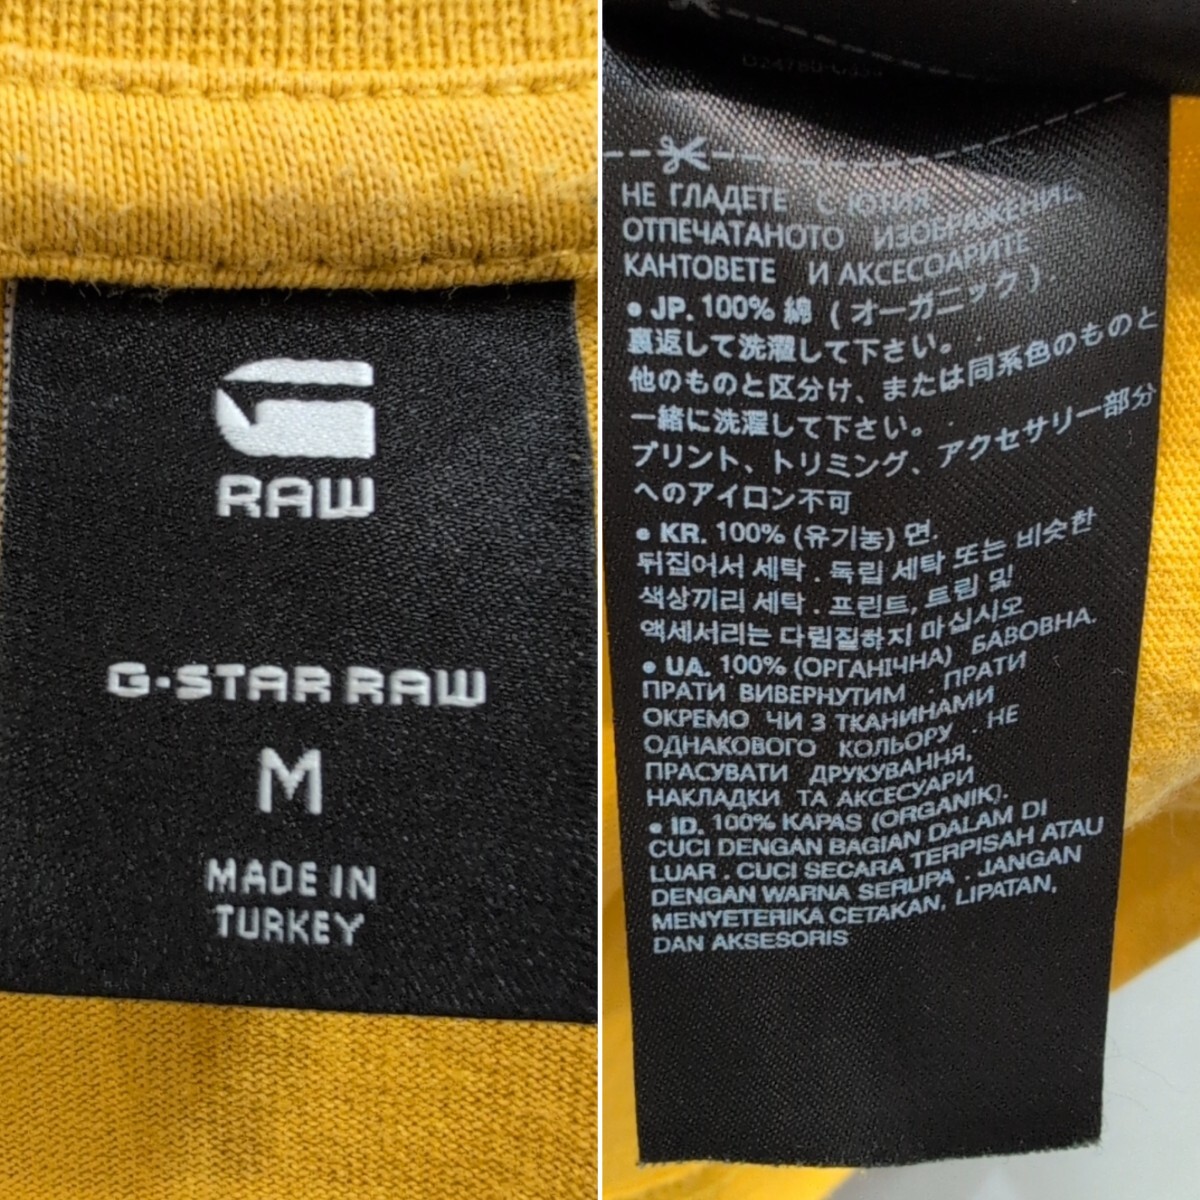 RAW
G-STAR RAW
M
MADE IN
TURKEY
НЕ ГЛАДЕТЕ С ЮТИЯ
ОТПЕЧАТАНОТО ИЗОБРАЖЕНИЕ,
КАНТОВЕТЕ И АКСЕСОАРИТЕ
● JP. 100% 綿 ( オーガニック )
裏返して洗濯して下さい。
他のものと区分け、または同系色のものと
一緒に洗濯して下さい。
プリント、トリミング、アクセサリー部分
へのアイロン不可
● KR. 100% (유기농) 면.
뒤집어서 세탁 . 독립 세탁 또는 비슷한
색상끼리 세탁 . 프린트, 트림 및
액세서리는 다림질하지 마십시오
● UA. 100% (ОРГАНІЧНА) БАВОВНА.
ПРАТИ ВИВЕРНУТИМ . ПРАТИ
ОКРЕМО ЧИ З ТКАНИНАМИ
ОДНАКОВОГО КОЛЬОРУ . НЕ
ПРАСУВАТИ ДРУКУВАННЯ,
НАКЛАДКИ ТА АКСЕСУАРИ
● ID. 100% KAPAS (ORGANIK).
CUCI DENGAN BAGIAN DALAM DI
LUAR . CUCI SECARA TERPISAH ATAU
DENGAN WARNA SERUPA . JANGAN
MENYETERIKA CETAKAN, LIPATAN,
DAN AKSESORIS